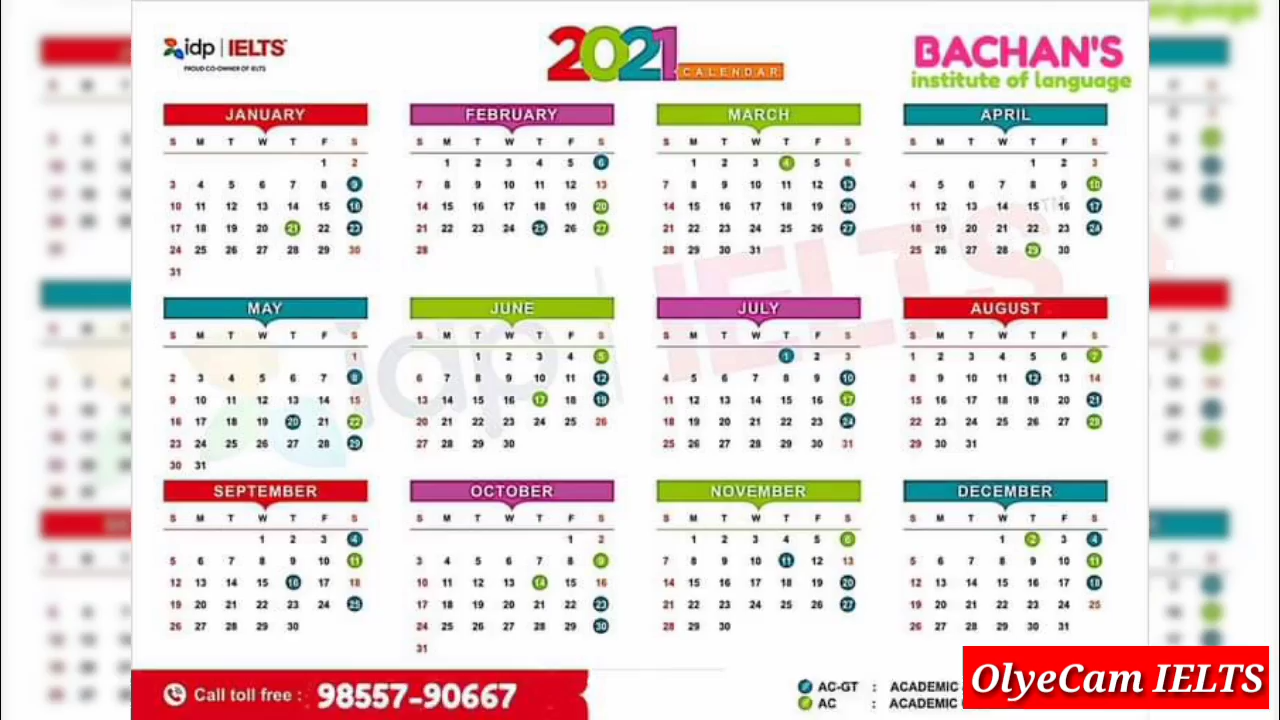 idp | IELTS
PROUD CO-OWNER OF IELTS
2021
CALENDAR
BACHAN'S
institute of language
JANUARY
S M T W T F S
1 2
3 4 5 6 7 8 9
10 11 12 13 14 15 16
17 18 19 20 21 22 23
24 25 26 27 28 29 30
31
FEBRUARY
S M T W T F S
1 2 3 4 5 6
7 8 9 10 11 12 13
14 15 16 17 18 19 20
21 22 23 24 25 26 27
28
MARCH
S M T W T F S
1 2 3 4 5 6
7 8 9 10 11 12 13
14 15 16 17 18 19 20
21 22 23 24 25 26 27
28 29 30 31
APRIL
S M T W T F S
1 2 3
4 5 6 7 8 9 10
11 12 13 14 15 16 17
18 19 20 21 22 23 24
25 26 27 28 29 30
MAY
S M T W T F S
1
2 3 4 5 6 7 8
9 10 11 12 13 14 15
16 17 18 19 20 21 22
23 24 25 26 27 28 29
30 31
JUNE
S M T W T F S
1 2 3 4 5
6 7 8 9 10 11 12
13 14 15 16 17 18 19
20 21 22 23 24 25 26
27 28 29 30
JULY
S M T W T F S
1 2 3
4 5 6 7 8 9 10
11 12 13 14 15 16 17
18 19 20 21 22 23 24
25 26 27 28 29 30 31
AUGUST
S M T W T F S
1 2 3 4 5 6 7
8 9 10 11 12 13 14
15 16 17 18 19 20 21
22 23 24 25 26 27 28
29 30 31
SEPTEMBER
S M T W T F S
1 2 3 4
5 6 7 8 9 10 11
12 13 14 15 16 17 18
19 20 21 22 23 24 25
26 27 28 29 30
OCTOBER
S M T W T F S
1 2
3 4 5 6 7 8 9
10 11 12 13 14 15 16
17 18 19 20 21 22 23
24 25 26 27 28 29 30
31
NOVEMBER
S M T W T F S
1 2 3 4 5 6
7 8 9 10 11 12 13
14 15 16 17 18 19 20
21 22 23 24 25 26 27
28 29 30
DECEMBER
S M T W T F S
1 2 3 4
5 6 7 8 9 10 11
12 13 14 15 16 17 18
19 20 21 22 23 24 25
26 27 28 29 30 31
idp | IELTS™
Call toll free : 98557-90667
AC-GT : ACADEMIC
AC : ACADEMIC
OlyeCam IELTS